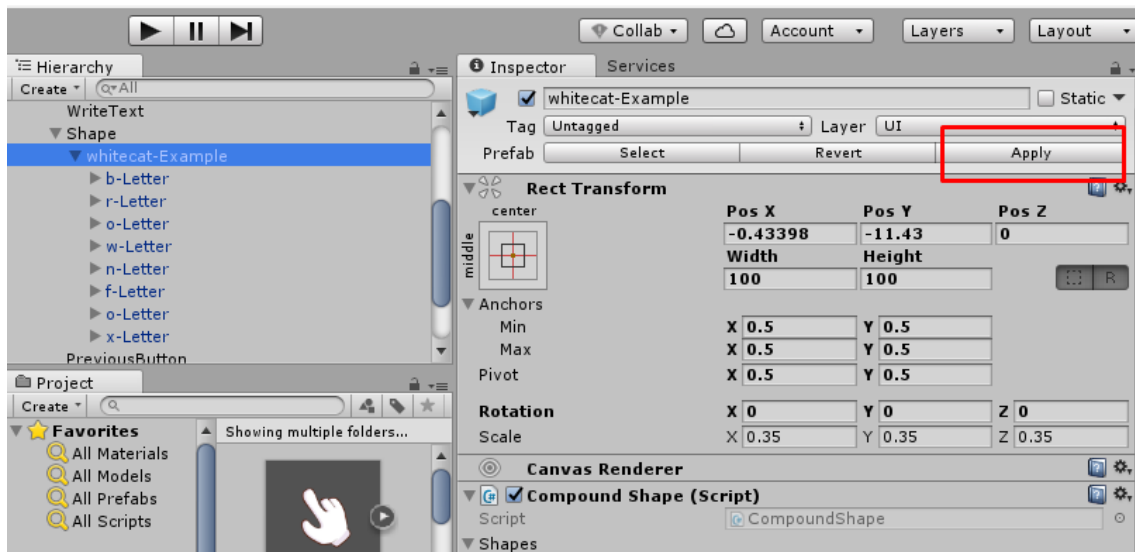 Collab Account Layers Layout
Hierarchy
Create All
WriteText
Shape
whitecat-Example
b-Letter
r-Letter
o-Letter
w-Letter
n-Letter
f-Letter
o-Letter
x-Letter
PreviousButton
Project
Create
Favorites
All Materials
All Models
All Prefabs
All Scripts
Showing multiple folders...
Inspector Services
whitecat-Example Static
Tag Untagged Layer UI
Prefab Select Revert Apply
Rect Transform
center
middle
Pos X Pos Y Pos Z
-0.43398 -11.43 0
Width Height
100 100 R
Anchors
Min X 0.5 Y 0.5
Max X 0.5 Y 0.5
Pivot X 0.5 Y 0.5
Rotation X 0 Y 0 Z 0
Scale X 0.35 Y 0.35 Z 0.35
Canvas Renderer
Compound Shape (Script)
Script CompoundShape
Shapes